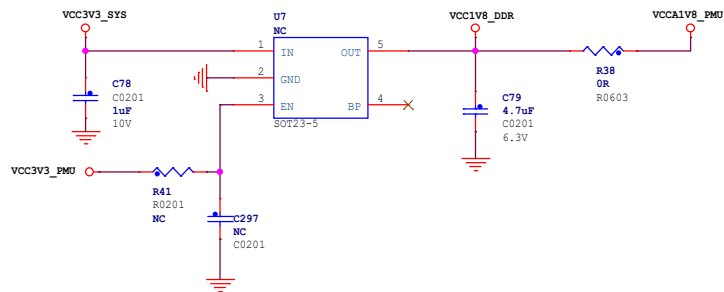 VCC3V3_SYS
U7
NC
VCC1V8_DDR
VCCA1V8_PMU
1 IN OUT 5
2 GND
3 EN BP 4
SOT23-5
C78
C0201
1uF
10V
R38
0R
R0603
C79
4.7uF
C0201
6.3V
VCC3V3_PMU
R41
R0201
NC
C297
NC
C0201